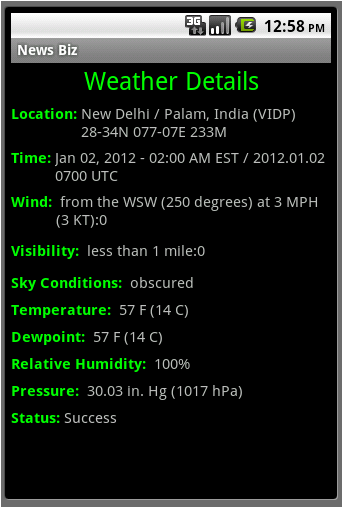 3G 12:58 PM
News Biz
Weather Details
Location: New Delhi / Palam, India (VIDP)
28-34N 077-07E 233M
Time: Jan 02, 2012 - 02:00 AM EST / 2012.01.02
0700 UTC
Wind: from the WSW (250 degrees) at 3 MPH
(3 KT):0
Visibility: less than 1 mile:0
Sky Conditions: obscured
Temperature: 57 F (14 C)
Dewpoint: 57 F (14 C)
Relative Humidity: 100%
Pressure: 30.03 in. Hg (1017 hPa)
Status: Success